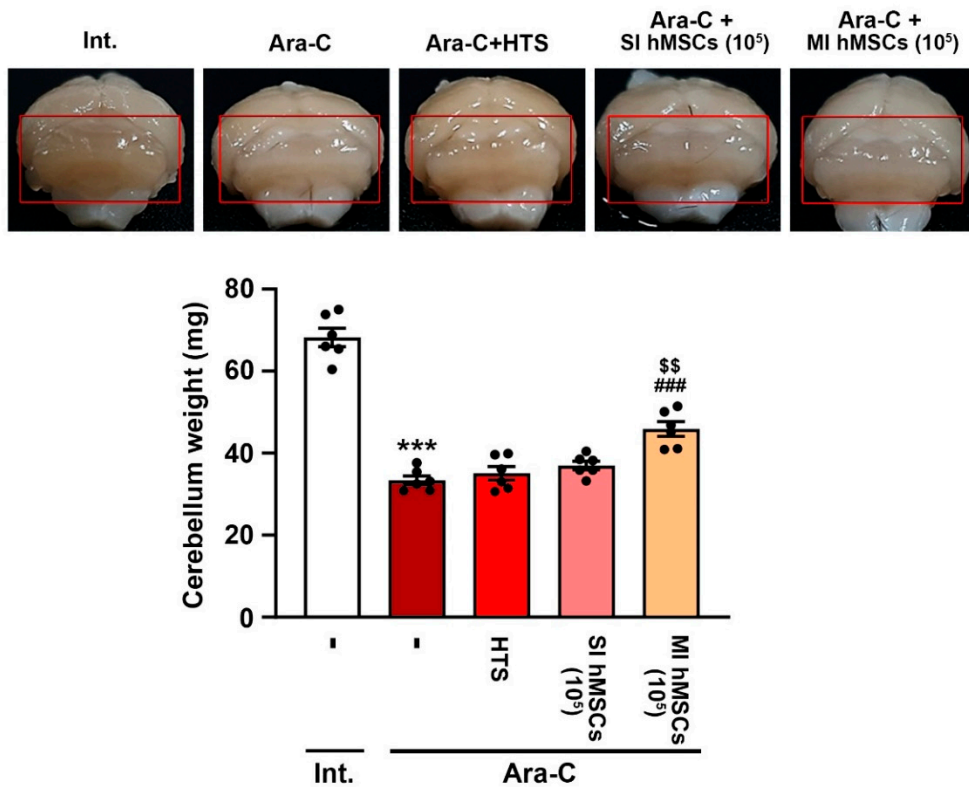 Int.
Ara-C
Ara-C+HTS
Ara-C +
SI hMSCs (10⁵)
Ara-C +
MI hMSCs (10⁵)
Cerebellum weight (mg)
80
60
40
20
0
***
$$
###
-
-
HTS
SI hMSCs
(10⁵)
MI hMSCs
(10⁵)
Int.
Ara-C